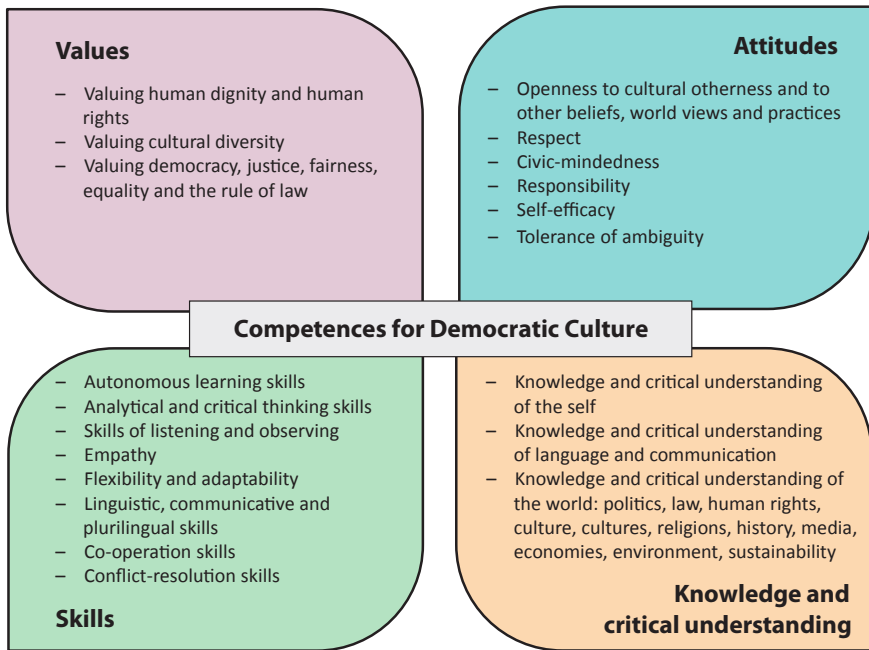 Values
– Valuing human dignity and human
rights
– Valuing cultural diversity
– Valuing democracy, justice, fairness,
equality and the rule of law
Attitudes
– Openness to cultural otherness and to
other beliefs, world views and practices
– Respect
– Civic-mindedness
– Responsibility
– Self-efficacy
– Tolerance of ambiguity
Competences for Democratic Culture
– Autonomous learning skills
– Analytical and critical thinking skills
– Skills of listening and observing
– Empathy
– Flexibility and adaptability
– Linguistic, communicative and
plurilingual skills
– Co-operation skills
– Conflict-resolution skills
Skills
– Knowledge and critical understanding
of the self
– Knowledge and critical understanding
of language and communication
– Knowledge and critical understanding of
the world: politics, law, human rights,
culture, cultures, religions, history, media,
economies, environment, sustainability
Knowledge and
critical understanding